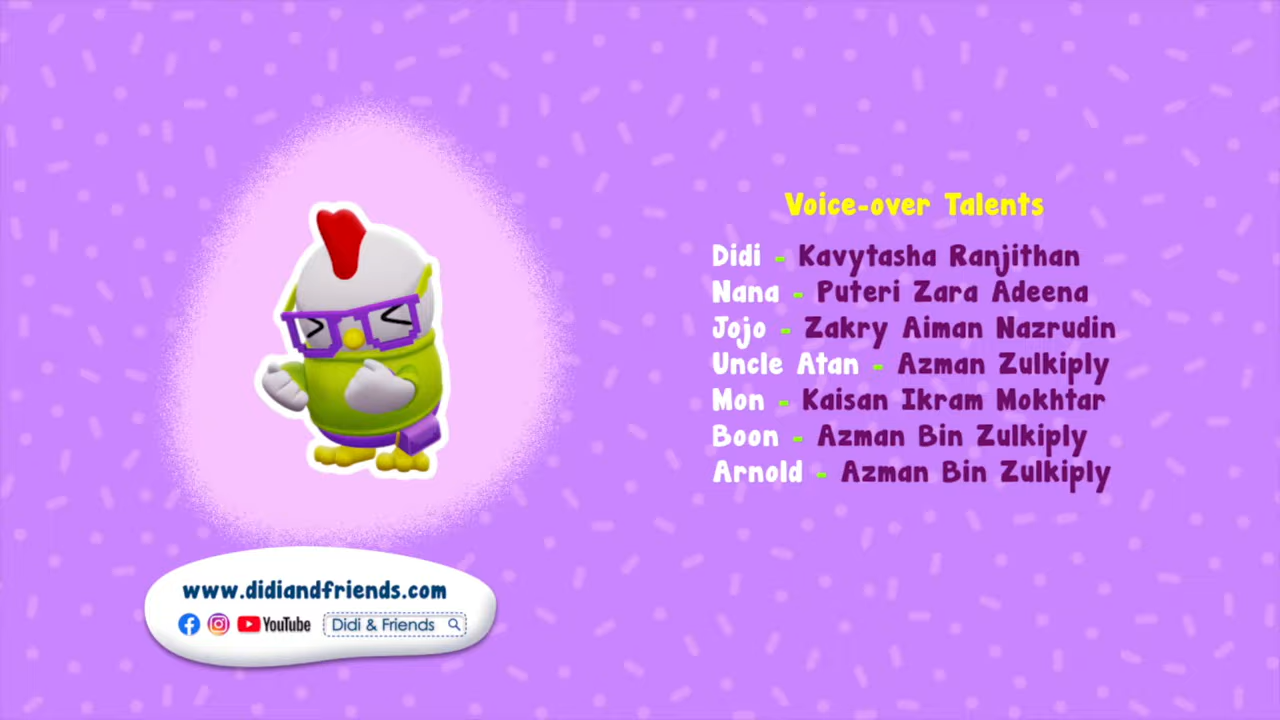 Voice-over Talents
Didi - Kavytasha Ranjithan
Nana - Puteri Zara Adeena
Jojo - Zakry Aiman Nazrudin
Uncle Atan - Azman Zulkiply
Mon - Kaisan Ikram Mokhtar
Boon - Azman Bin Zulkiply
Arnold - Azman Bin Zulkiply
www.didiandfriends.com
YouTube Didi & Friends